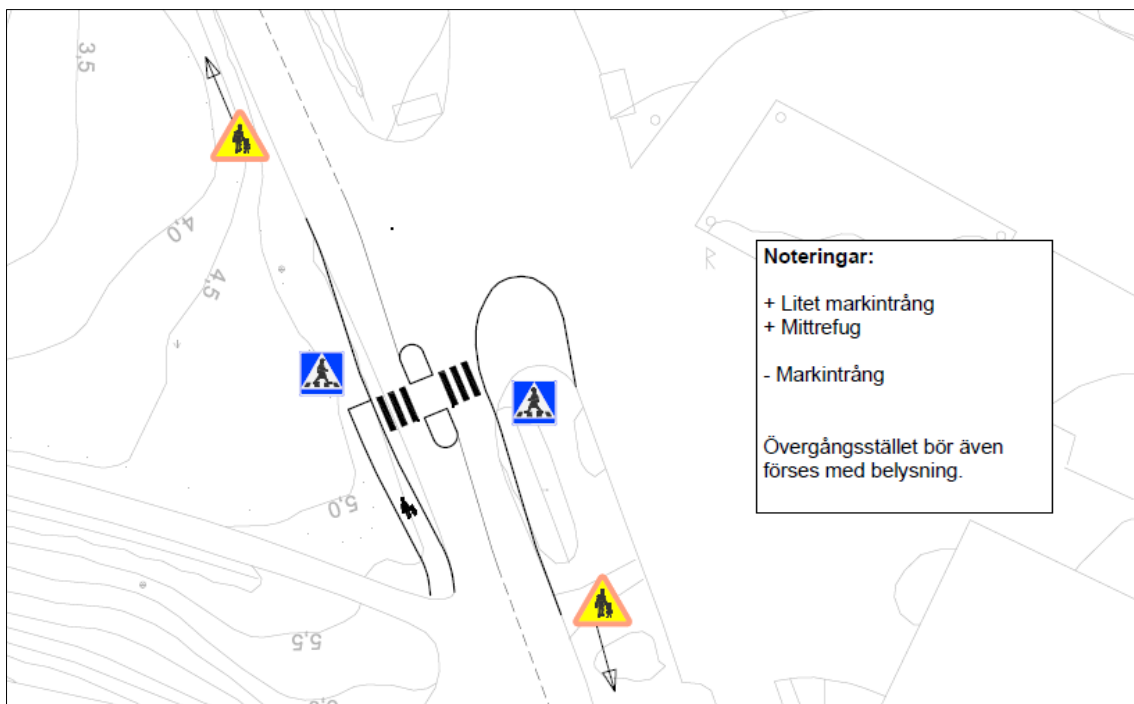 3,5
4,0
4,5
5,0
5,5
R
Noteringar:
+ Litet markintrång
+ Mittrefug
- Markintrång
Övergångsstället bör även
förses med belysning.